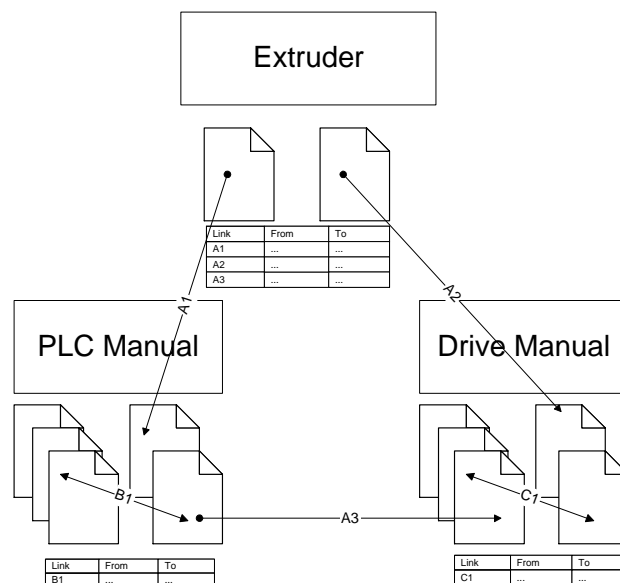 Extruder
Link From To
A1 ... ...
A2 ... ...
A3 ... ...
A1
A2
PLC Manual
Drive Manual
B1
C1
A3
Link From To
B1 ... ...
Link From To
C1 ... ...